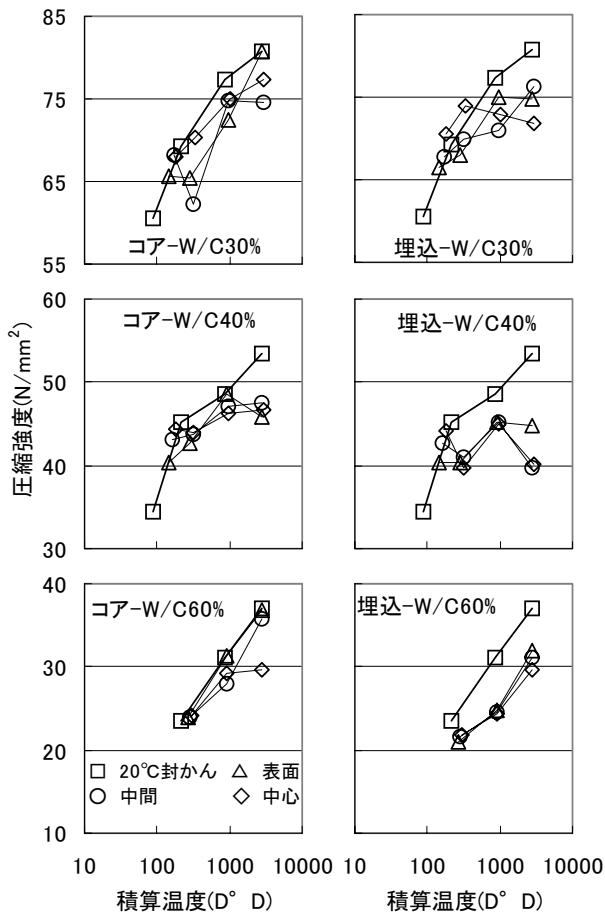 85
75
65
55
コア-W/C30%
埋込-W/C30%
60
50
40
30
コア-W/C40%
埋込-W/C40%
圧縮強度(N/mm²)
40
30
20
10
コア-W/C60%
埋込-W/C60%
20℃封かん
表面
中間
中心
10 100 1000 10000
10 100 1000 10000
積算温度(D°D)
積算温度(D°D)